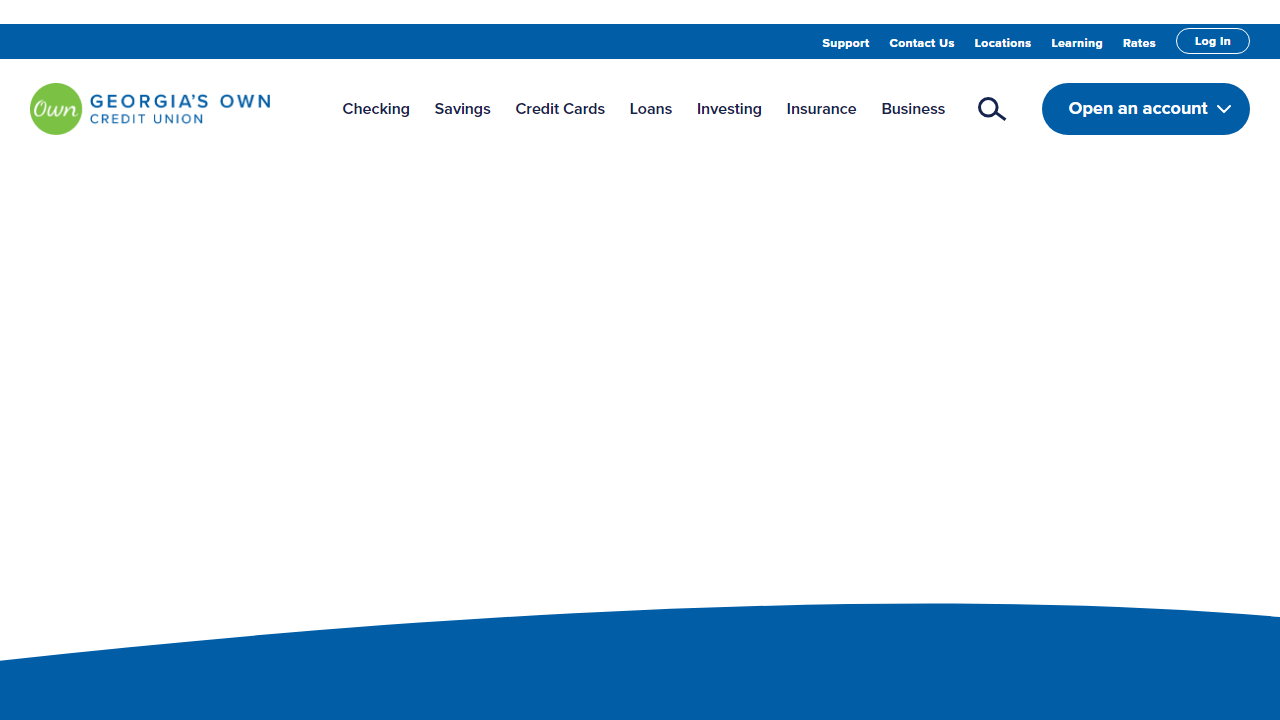 Support Contact Us Locations Learning Rates Log In
Own GEORGIA'S OWN
CREDIT UNION
Checking Savings Credit Cards Loans Investing Insurance Business Open an account